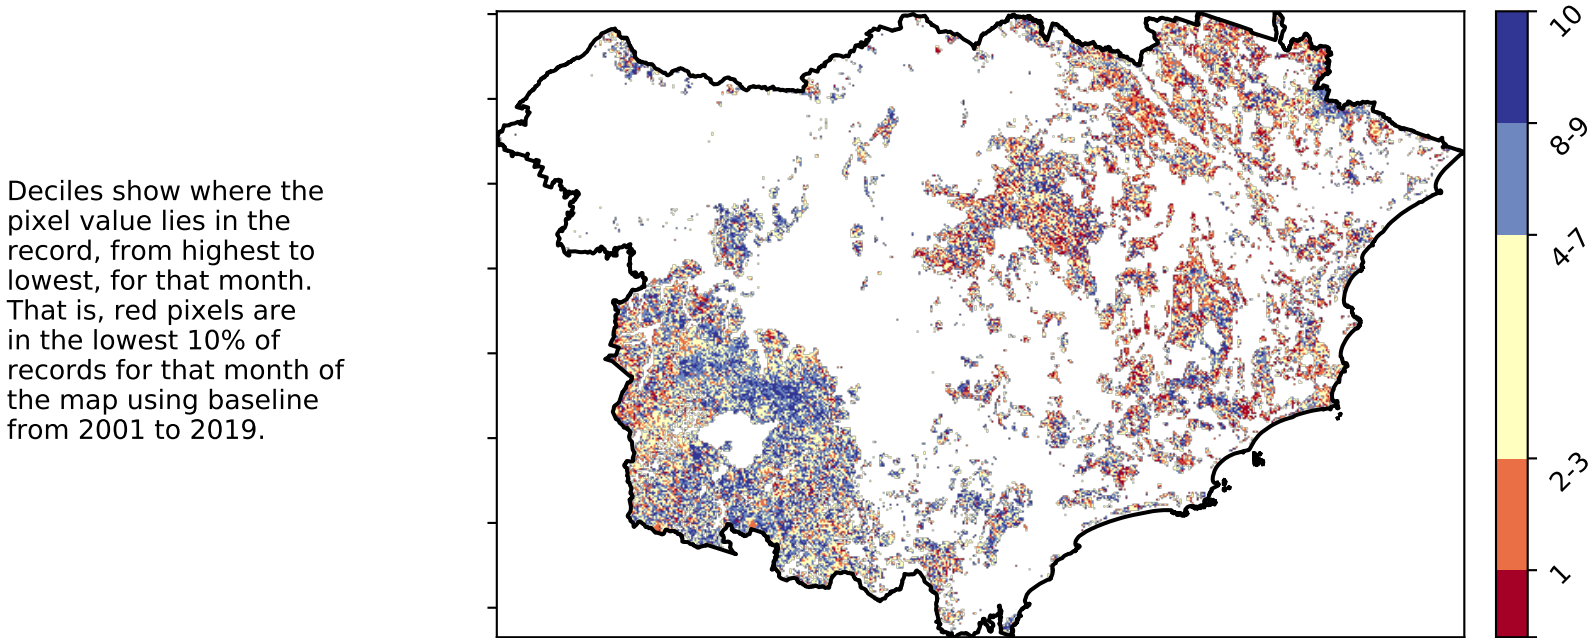 Deciles show where the
pixel value lies in the
record, from highest to
lowest, for that month.
That is, red pixels are
in the lowest 10% of
records for that month of
the map using baseline
from 2001 to 2019.
10
8-9
4-7
2-3
1